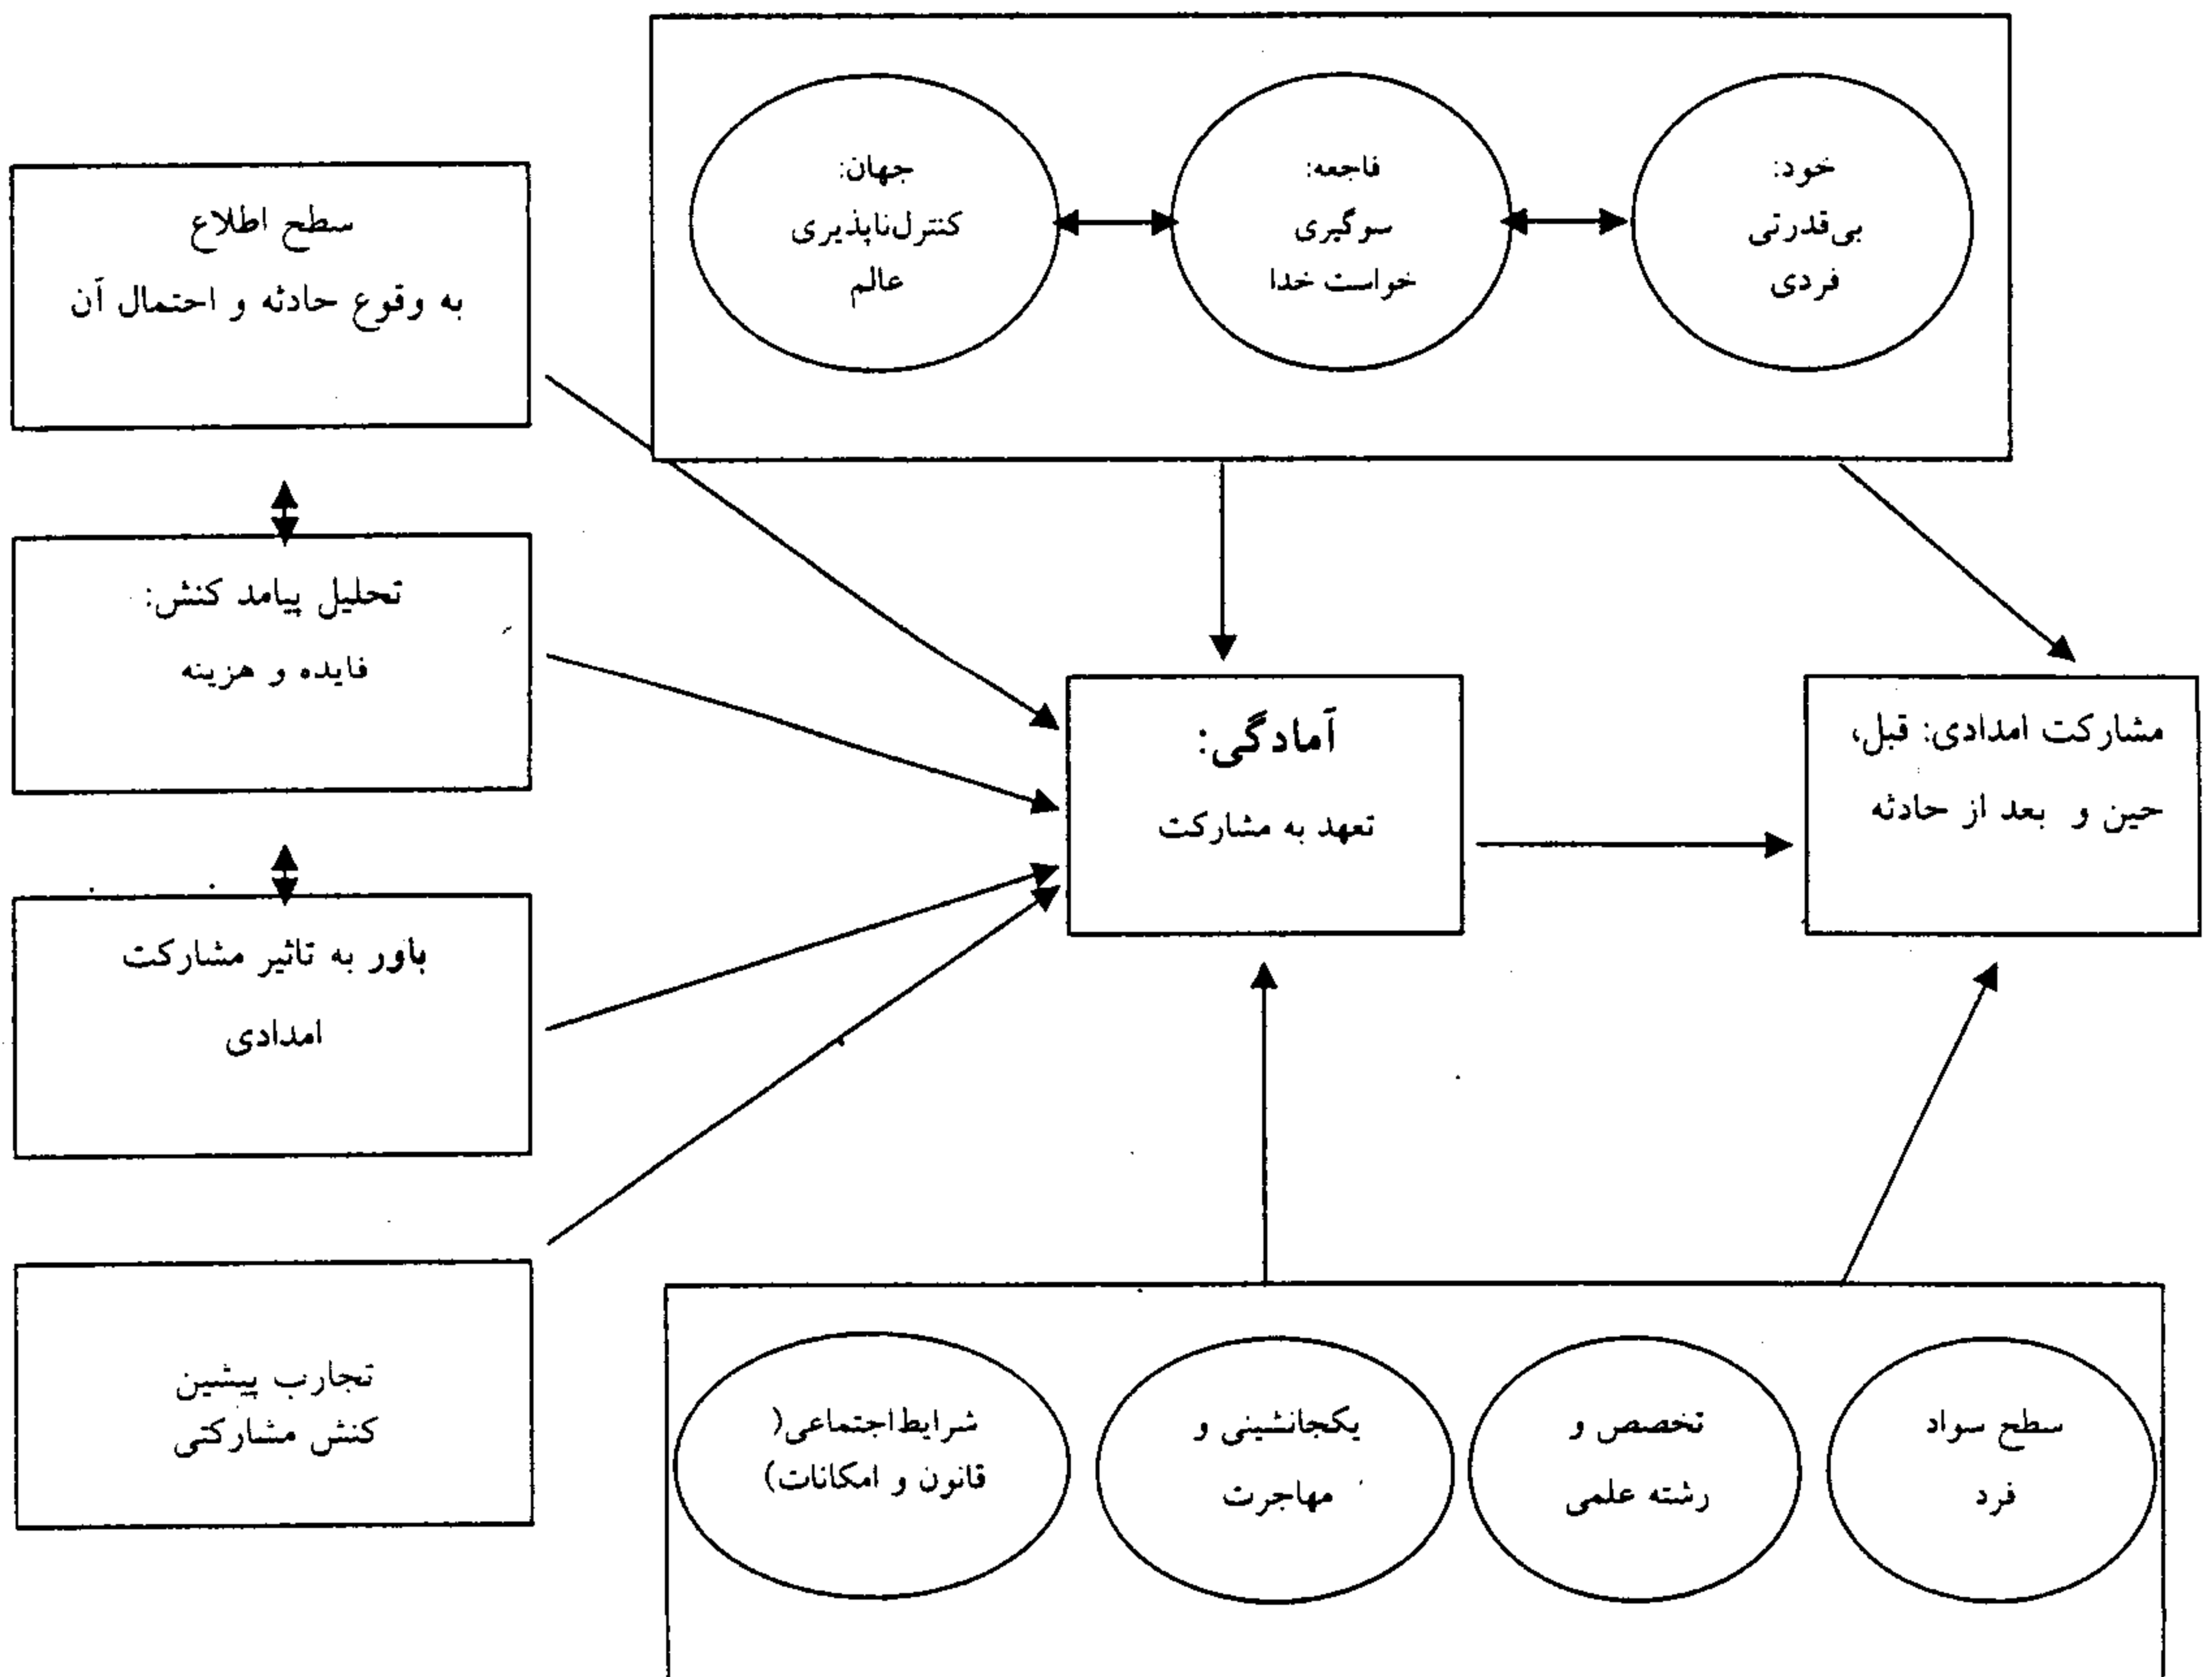 خود:
بی‌قدرتی
فردی
فاجعه:
سوگیری
خواست خدا
جهان:
کنترل‌ناپذیری
عالم
سطح اطلاع
به وقوع حادثه و احتمال آن
تحلیل پیامد کنش:
فایده و هزینه
باور به تاثیر مشارکت
امدادی
تجارب پیشین
کنش مشارکتی
آمادگی:
تعهد به مشارکت
مشارکت امدادی: قبل،
حین و بعد از حادثه
سطح سواد
فرد
تخصص و
رشته علمی
یکجانشینی و
مهاجرت
شرایط اجتماعی(
قانون و امکانات)